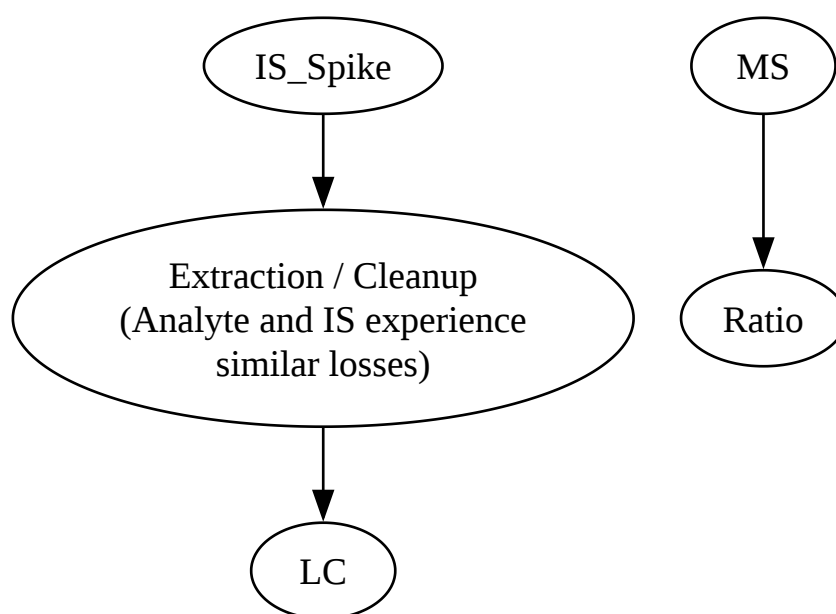 IS_Spike
MS
Extraction / Cleanup
(Analyte and IS experience
similar losses)
Ratio
LC